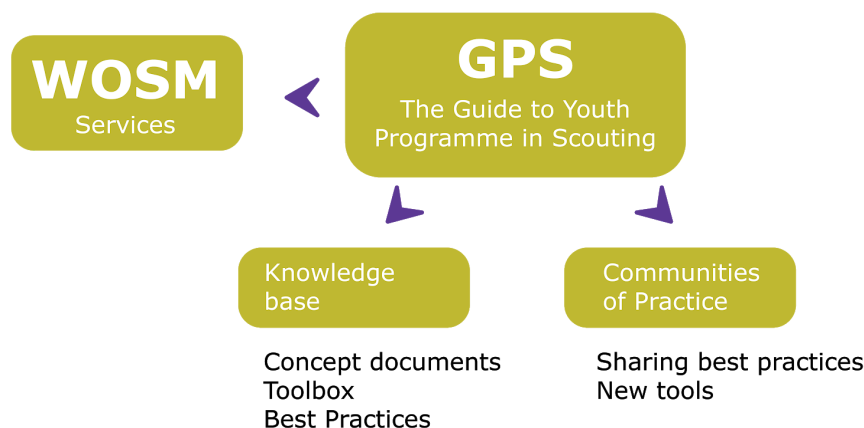 WOSM
Services
GPS
The Guide to Youth
Programme in Scouting
Knowledge
base
Communities
of Practice
Concept documents
Toolbox
Best Practices
Sharing best practices
New tools